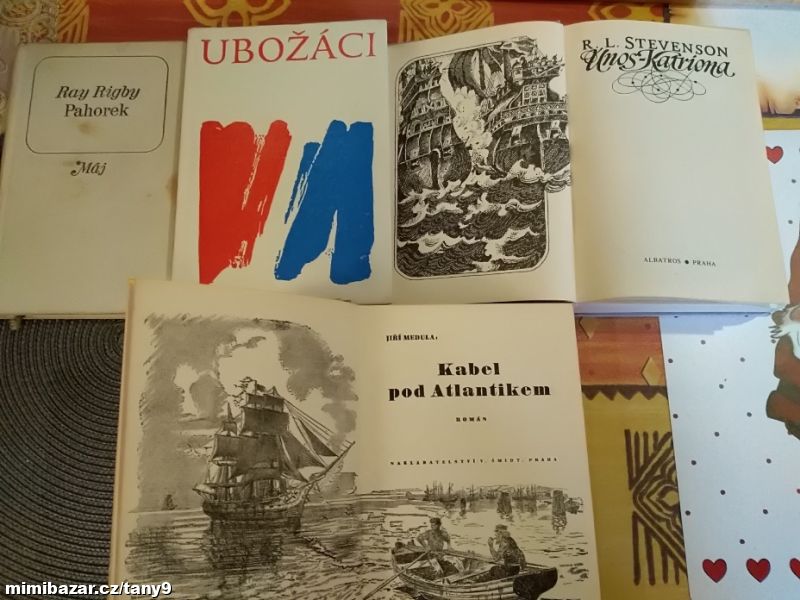 Ray Rigby
Pahorek
Máj
UBOŽÁCI
R. L. STEVENSON
Únos-Katriona
ALBATROS • PRAHA
JIŘÍ MEDULA:
Kabel
pod Atlantikem
ROMÁN
NAKLADATELSTVÍ V. ŠMIDT, PRAHA
mimibazar.cz/tany9